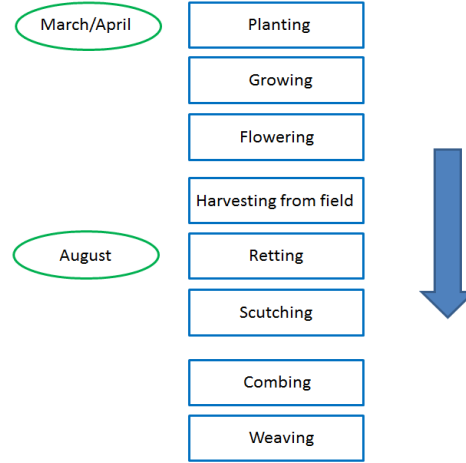 March/April
Planting
Growing
Flowering
Harvesting from field
August
Retting
Scutching
Combing
Weaving